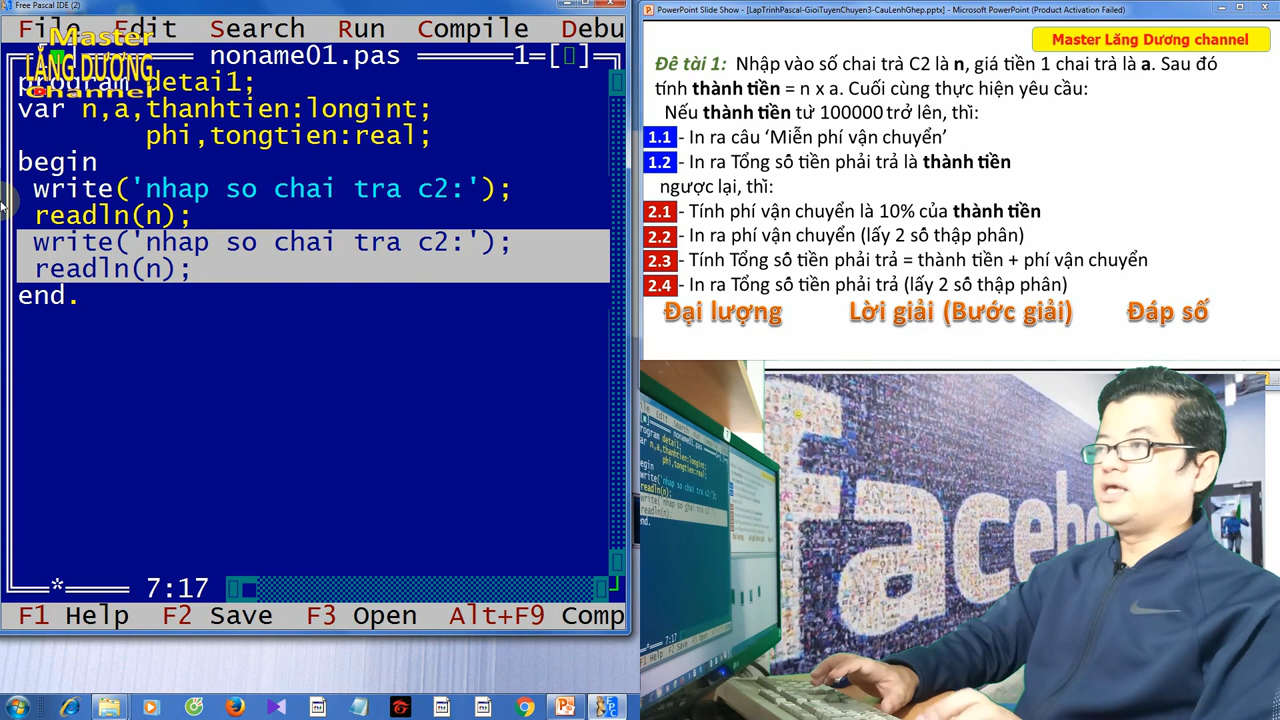 Free Pascal IDE (2)
File Edit Search Run Compile Debu
noname01.pas 1=[ ]
Master
LÃNG DƯƠNG
Channel
program detai1;
var n,a,thanhtien:longint;
phi,tongtien:real;
begin
write('nhap so chai tra c2:');
readln(n);
write('nhap so chai tra c2:');
readln(n);
end.
* 7:17
F1 Help F2 Save F3 Open Alt+F9 Comp
PowerPoint Slide Show - [LapTrinhPascal-GioiTuyenChuyen3-CauLenhGhep.pptx] - Microsoft PowerPoint (Product Activation Failed)
Master Lãng Dương channel
Đề tài 1: Nhập vào số chai trà C2 là n, giá tiền 1 chai trà là a. Sau đó
tính thành tiền = n x a. Cuối cùng thực hiện yêu cầu:
Nếu thành tiền từ 100000 trở lên, thì:
1.1 - In ra câu ‘Miễn phí vận chuyển’
1.2 - In ra Tổng số tiền phải trả là thành tiền
ngược lại, thì:
2.1 - Tính phí vận chuyển là 10% của thành tiền
2.2 - In ra phí vận chuyển (lấy 2 số thập phân)
2.3 - Tính Tổng số tiền phải trả = thành tiền + phí vận chuyển
2.4 - In ra Tổng số tiền phải trả (lấy 2 số thập phân)
Đại lượng Lời giải (Bước giải) Đáp số